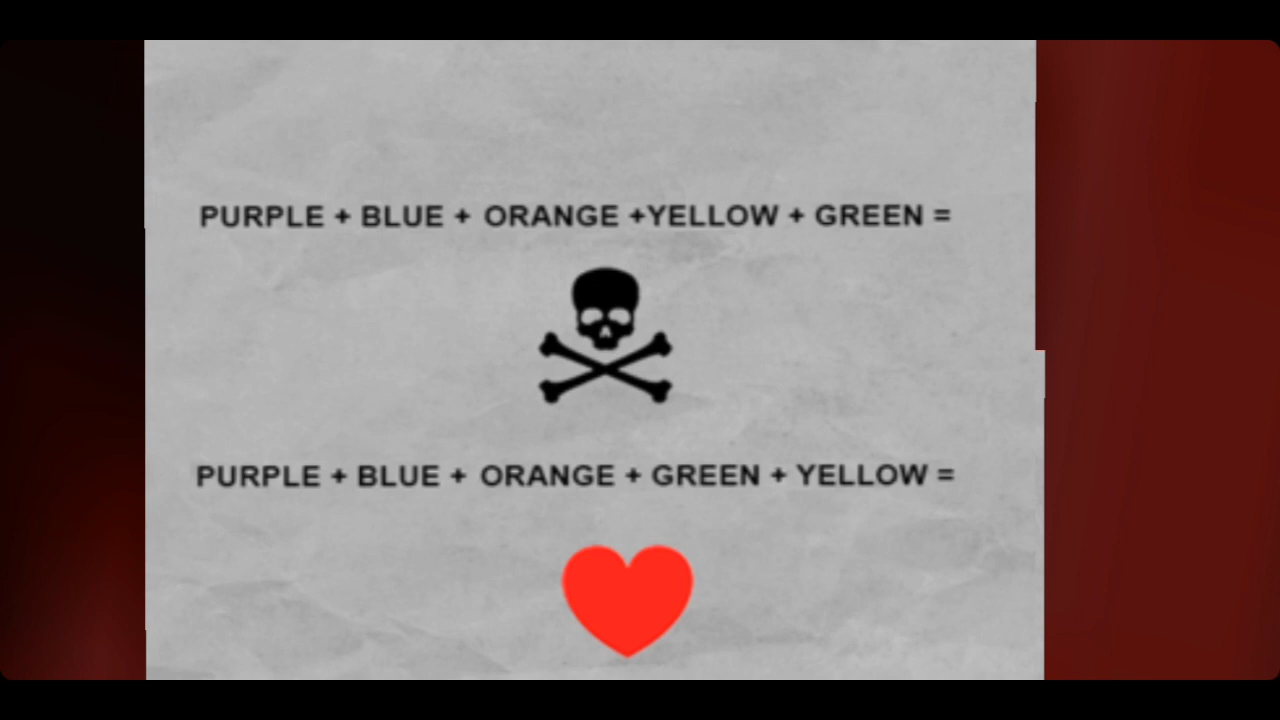 PURPLE + BLUE + ORANGE +YELLOW + GREEN =
PURPLE + BLUE + ORANGE + GREEN + YELLOW =